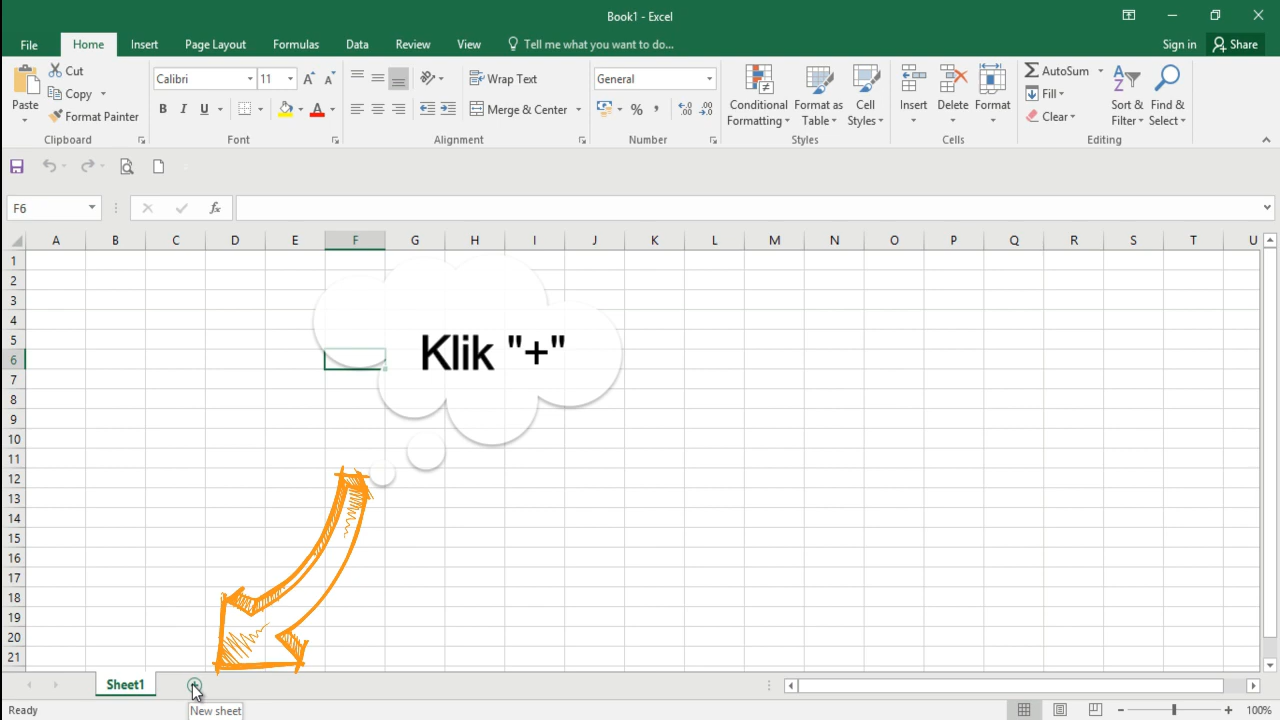 Book1 - Excel
File Home Insert Page Layout Formulas Data Review View Tell me what you want to do... Sign in Share
Paste Cut Copy Format Painter Clipboard
Calibri 11 A A B I U A Font
Wrap Text Merge & Center Alignment
General % , Number
Conditional Formatting Format as Table Cell Styles Styles
Insert Delete Format Cells
AutoSum Fill Clear Sort & Filter Find & Select Editing
F6 fx
A B C D E F G H I J K L M N O P Q R S T U
1
2
3
4
5
6
7
8
9
10
11
12
13
14
15
16
17
18
19
20
21
Klik "+"
Sheet1
New sheet
Ready 100%